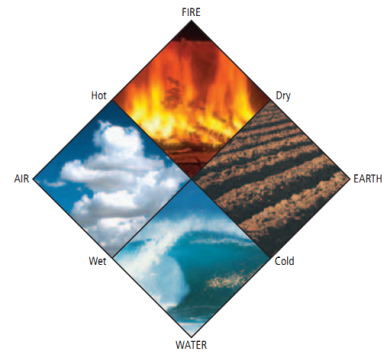 FIRE
Hot
Dry
AIR
EARTH
Wet
Cold
WATER